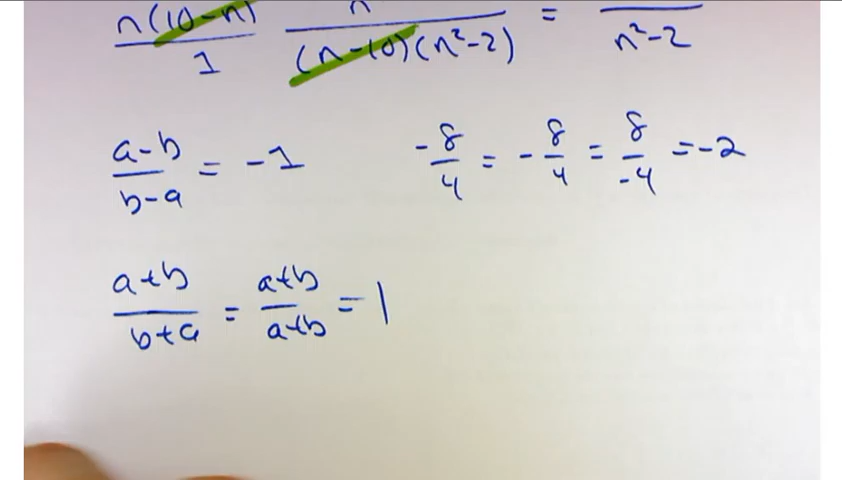 n(10-n)/1 n/((n-10)(n²-2)) = /(n²-2)
(a-b)/(b-a) = -1
-8/4 = -8/4 = 8/-4 = -2
(a+b)/(b+a) = (a+b)/(a+b) = 1